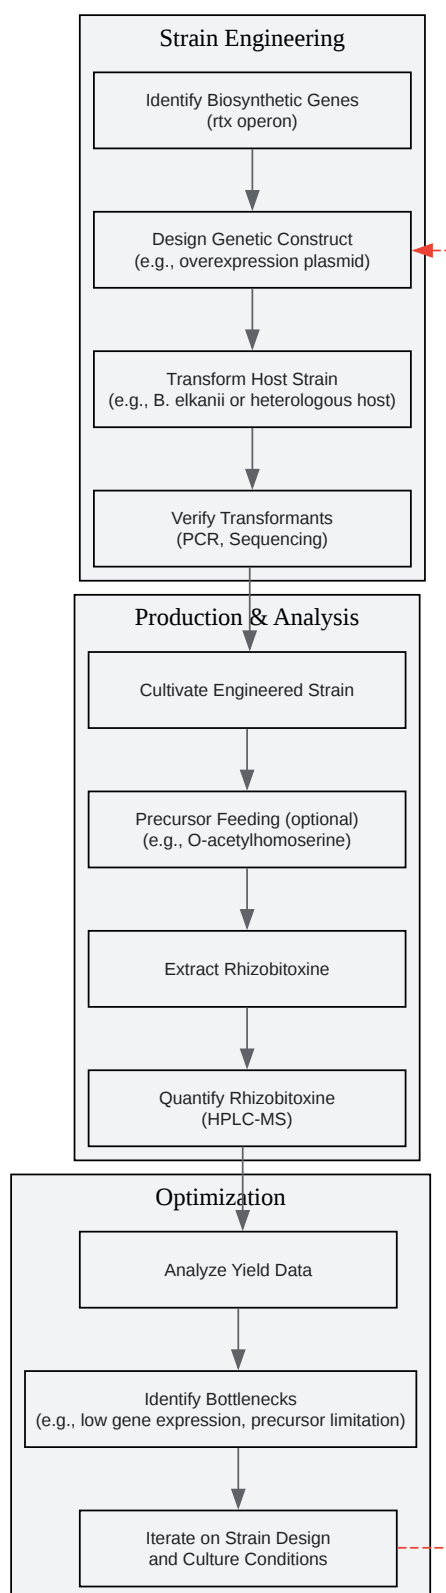 Strain Engineering
Identify Biosynthetic Genes
(rtx operon)
Design Genetic Construct
(e.g., overexpression plasmid)
Transform Host Strain
(e.g., B. elkanii or heterologous host)
Verify Transformants
(PCR, Sequencing)
Production & Analysis
Cultivate Engineered Strain
Precursor Feeding (optional)
(e.g., O-acetylhomoserine)
Extract Rhizobitoxine
Quantify Rhizobitoxine
(HPLC-MS)
Optimization
Analyze Yield Data
Identify Bottlenecks
(e.g., low gene expression, precursor limitation)
Iterate on Strain Design
and Culture Conditions